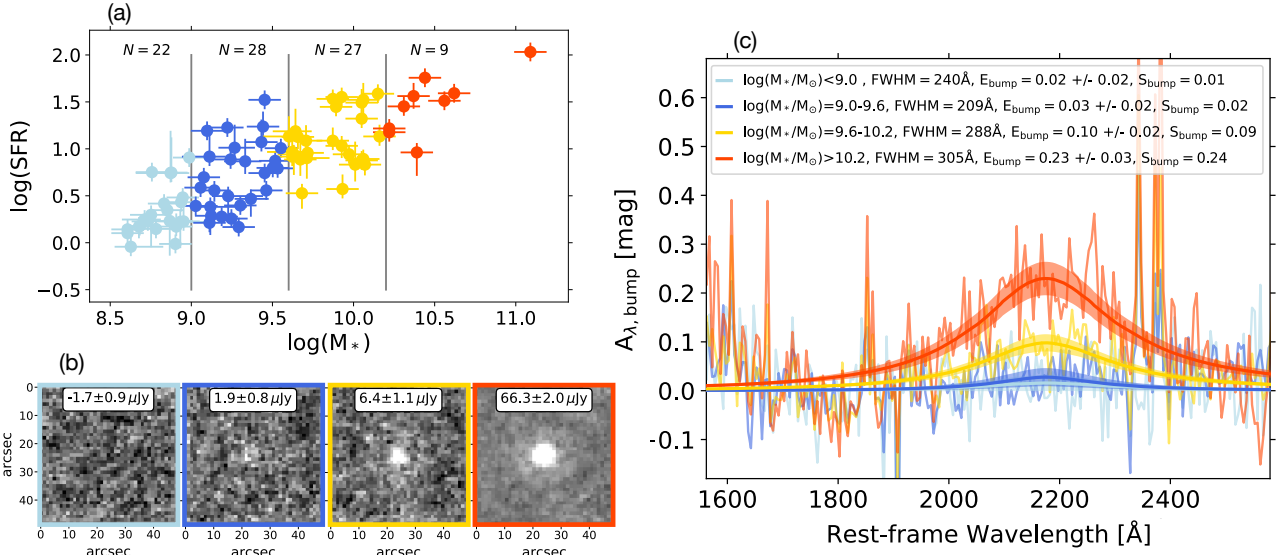 (a)
N = 22
N = 28
N = 27
N = 9
2.0
1.5
1.0
0.5
0.0
−0.5
log(SFR)
8.5 9.0 9.5 10.0 10.5 11.0
log(M*)
(b)
-1.7±0.9 μJy
1.9±0.8 μJy
6.4±1.1 μJy
66.3±2.0 μJy
0
10
20
30
40
arcsec
0 10 20 30 40
0 10 20 30 40
0 10 20 30 40
0 10 20 30 40
arcsec
arcsec
arcsec
arcsec
(c)
log(M*/M⊙)<9.0 , FWHM = 240Å, Ebump = 0.02 +/- 0.02, Sbump = 0.01
log(M*/M⊙)=9.0-9.6, FWHM = 209Å, Ebump = 0.03 +/- 0.02, Sbump = 0.02
log(M*/M⊙)=9.6-10.2, FWHM = 288Å, Ebump = 0.10 +/- 0.02, Sbump = 0.09
log(M*/M⊙)>10.2, FWHM = 305Å, Ebump = 0.23 +/- 0.03, Sbump = 0.24
0.6
0.5
0.4
0.3
0.2
0.1
0.0
-0.1
Aλ, bump [mag]
1600 1800 2000 2200 2400
Rest-frame Wavelength [Å]